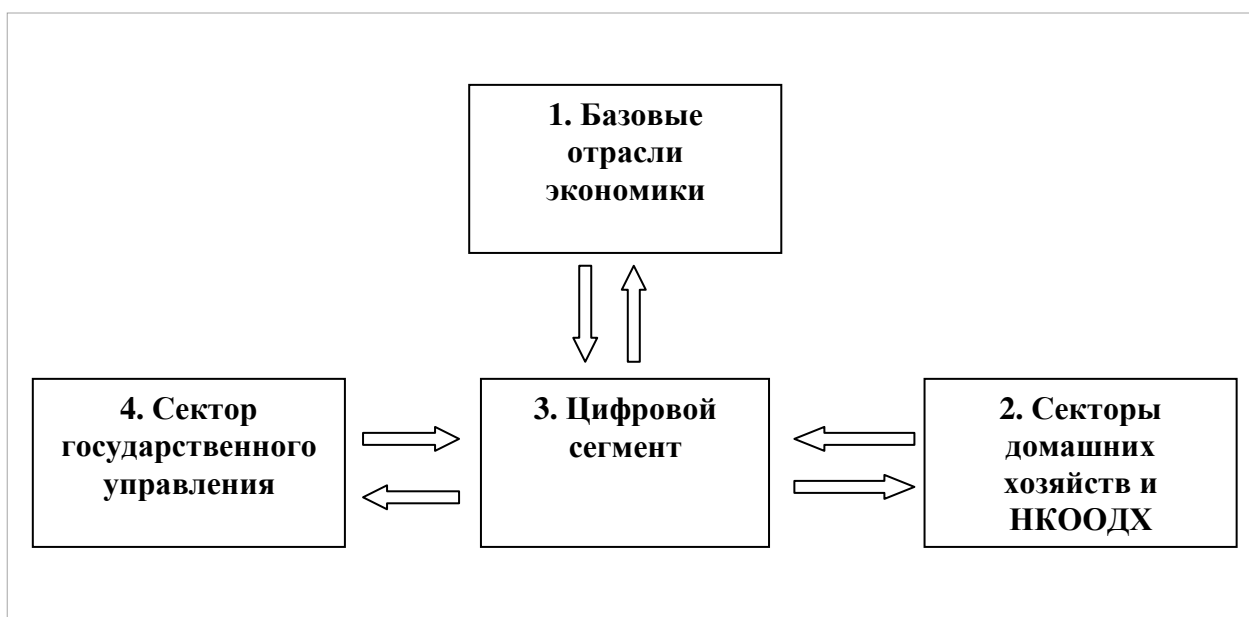 1. Базовые
отрасли
экономики
4. Сектор
государственного
управления
3. Цифровой
сегмент
2. Секторы
домашних
хозяйств и
НКООДХ